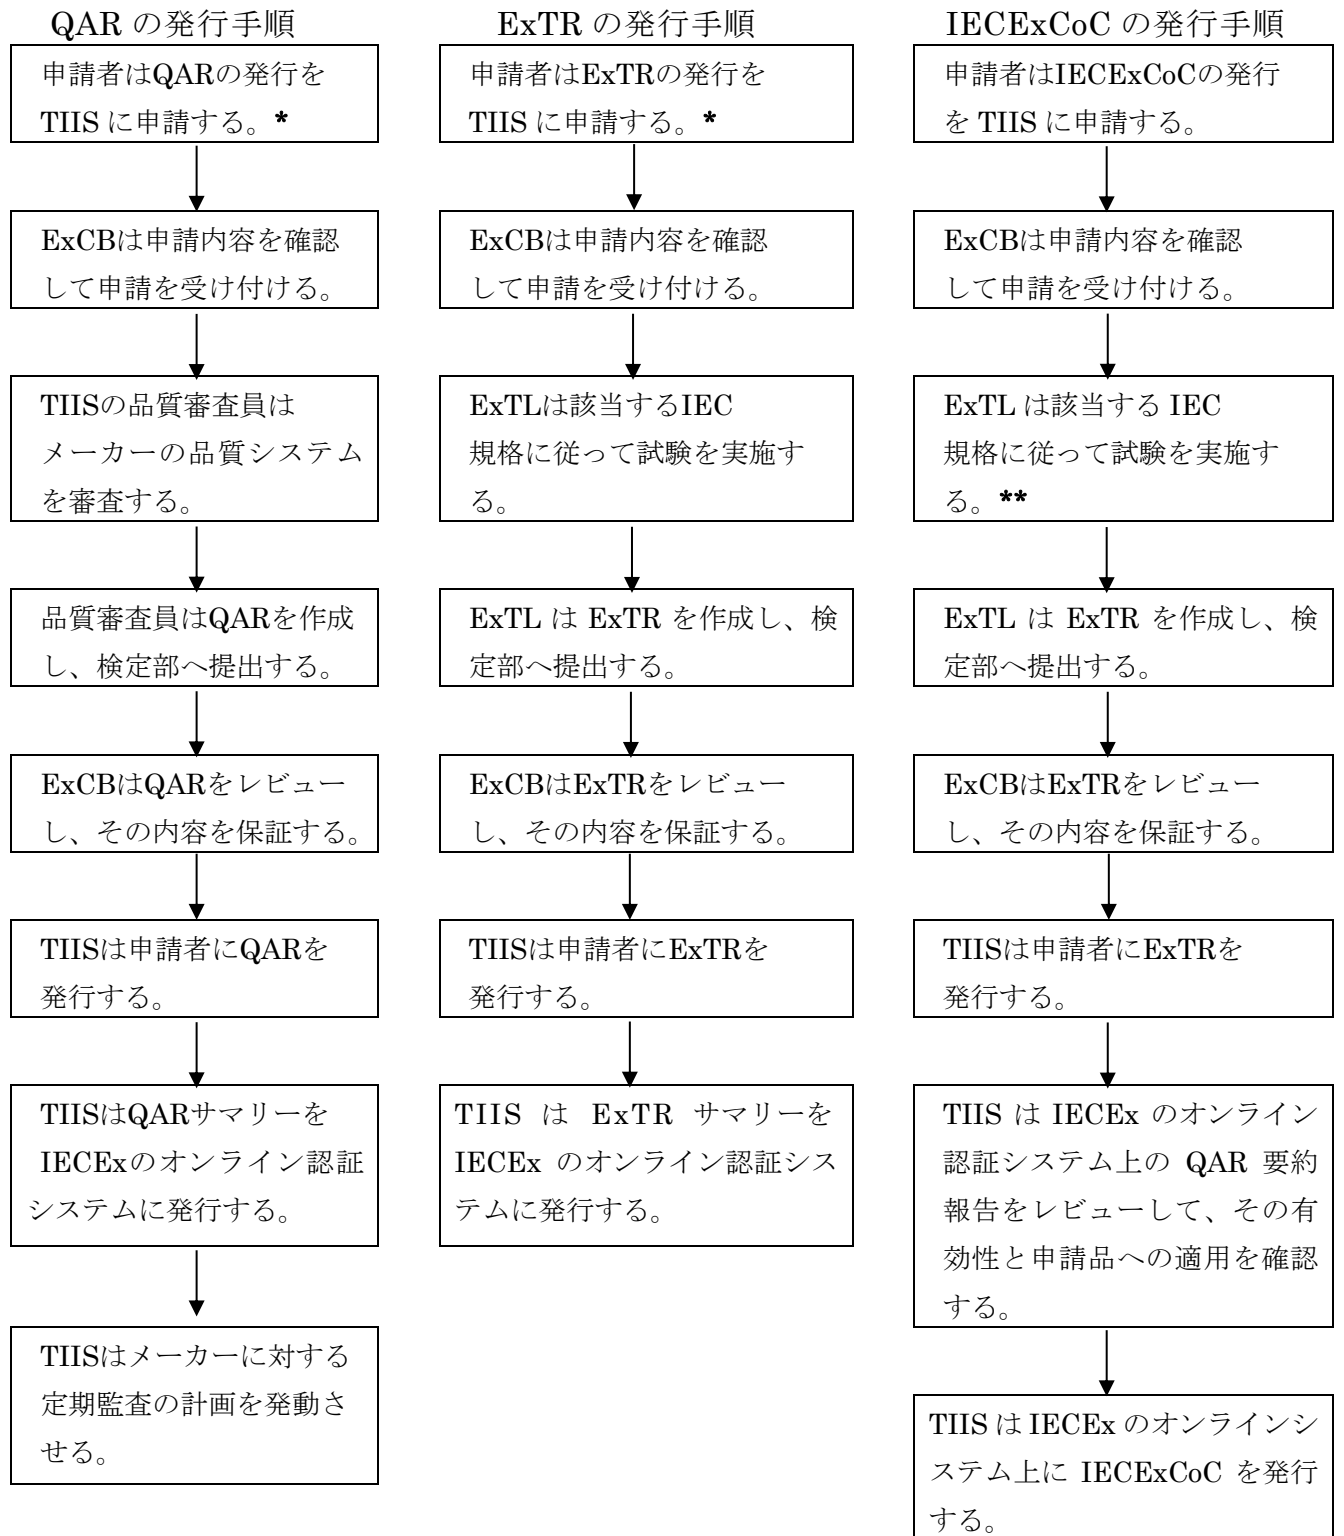 QAR の発行手順
申請者はQARの発行を
TIIS に申請する。*
ExCBは申請内容を確認
して申請を受け付ける。
TIISの品質審査員は
メーカーの品質システム
を審査する。
品質審査員はQARを作成
し、検定部へ提出する。
ExCBはQARをレビュー
し、その内容を保証する。
TIISは申請者にQARを
発行する。
TIISはQARサマリーを
IECExのオンライン認証
システムに発行する。
TIISはメーカーに対する
定期監査の計画を発動さ
せる。
ExTR の発行手順
申請者はExTRの発行を
TIIS に申請する。*
ExCBは申請内容を確認
して申請を受け付ける。
ExTLは該当するIEC
規格に従って試験を実施す
る。
ExTL は ExTR を作成し、検
定部へ提出する。
ExCBはExTRをレビュー
し、その内容を保証する。
TIISは申請者にExTRを
発行する。
TIIS は ExTR サマリーを
IECEx のオンライン認証シス
テムに発行する。
IECExCoC の発行手順
申請者はIECExCoCの発行
を TIIS に申請する。
ExCBは申請内容を確認
して申請を受け付ける。
ExTL は該当する IEC
規格に従って試験を実施す
る。**
ExTL は ExTR を作成し、検
定部へ提出する。
ExCBはExTRをレビュー
し、その内容を保証する。
TIISは申請者にExTRを
発行する。
TIIS は IECEx のオンライン
認証システム上の QAR 要約
報告をレビューして、その有
効性と申請品への適用を確認
する。
TIIS は IECEx のオンラインシ
ステム上に IECExCoC を発行
する。